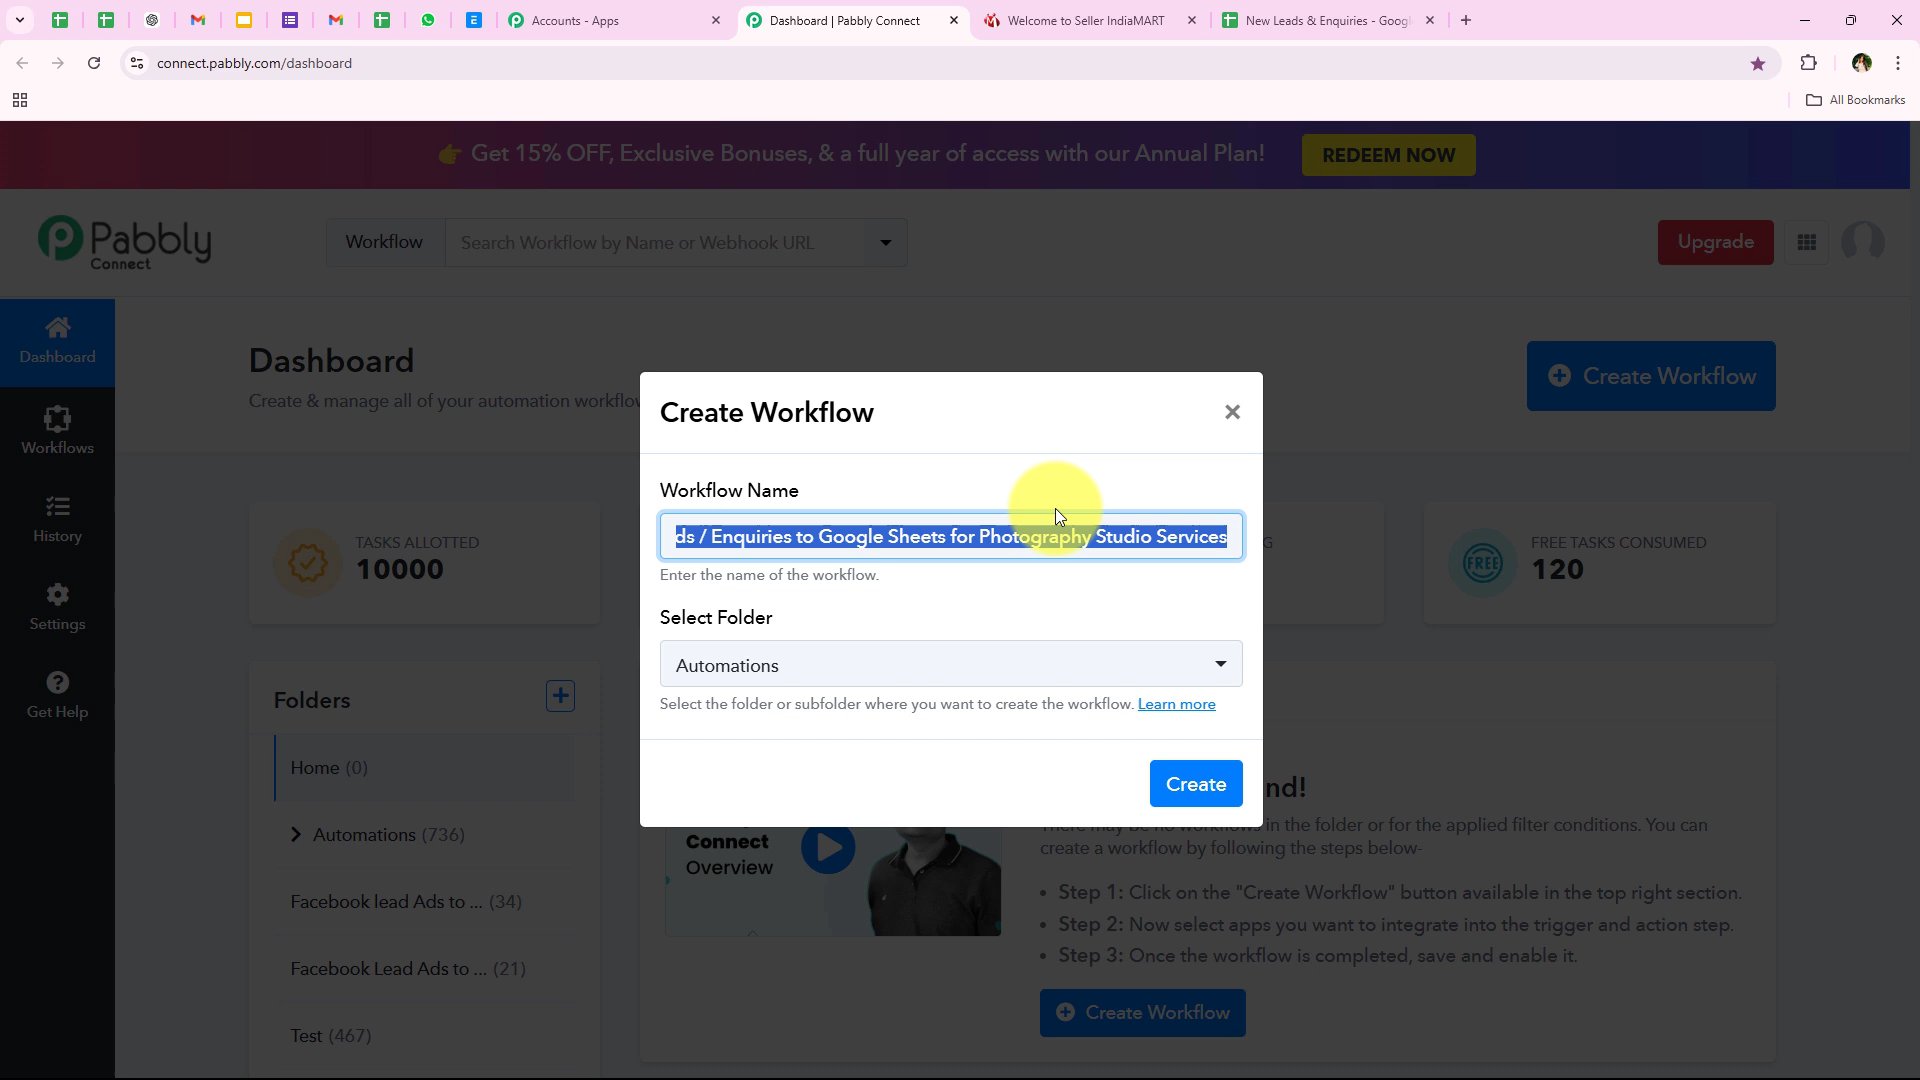 Accounts - Apps
Dashboard | Pabbly Connect
Welcome to Seller IndiaMART
New Leads & Enquiries - Googl
connect.pabbly.com/dashboard
All Bookmarks
👉 Get 15% OFF, Exclusive Bonuses, & a full year of access with our Annual Plan!
REDEEM NOW
Pabbly
Connect
Workflow
Search Workflow by Name or Webhook URL
Upgrade
Dashboard
Workflows
History
Settings
Get Help
Dashboard
Create & manage all of your automation workflow
Create Workflow
TASKS ALLOTTED
10000
G
FREE TASKS CONSUMED
120
FREE
Folders
Home (0)
Automations (736)
Facebook lead Ads to ... (34)
Facebook Lead Ads to ... (21)
Test (467)
Create Workflow
Workflow Name
ds / Enquiries to Google Sheets for Photography Studio Services
Enter the name of the workflow.
Select Folder
Automations
Select the folder or subfolder where you want to create the workflow. Learn more
Create
Connect
Overview
nd!
There may be no workflows in the folder or for the applied filter conditions. You can
create a workflow by following the steps below-
• Step 1: Click on the "Create Workflow" button available in the top right section.
• Step 2: Now select apps you want to integrate into the trigger and action step.
• Step 3: Once the workflow is completed, save and enable it.
Create Workflow